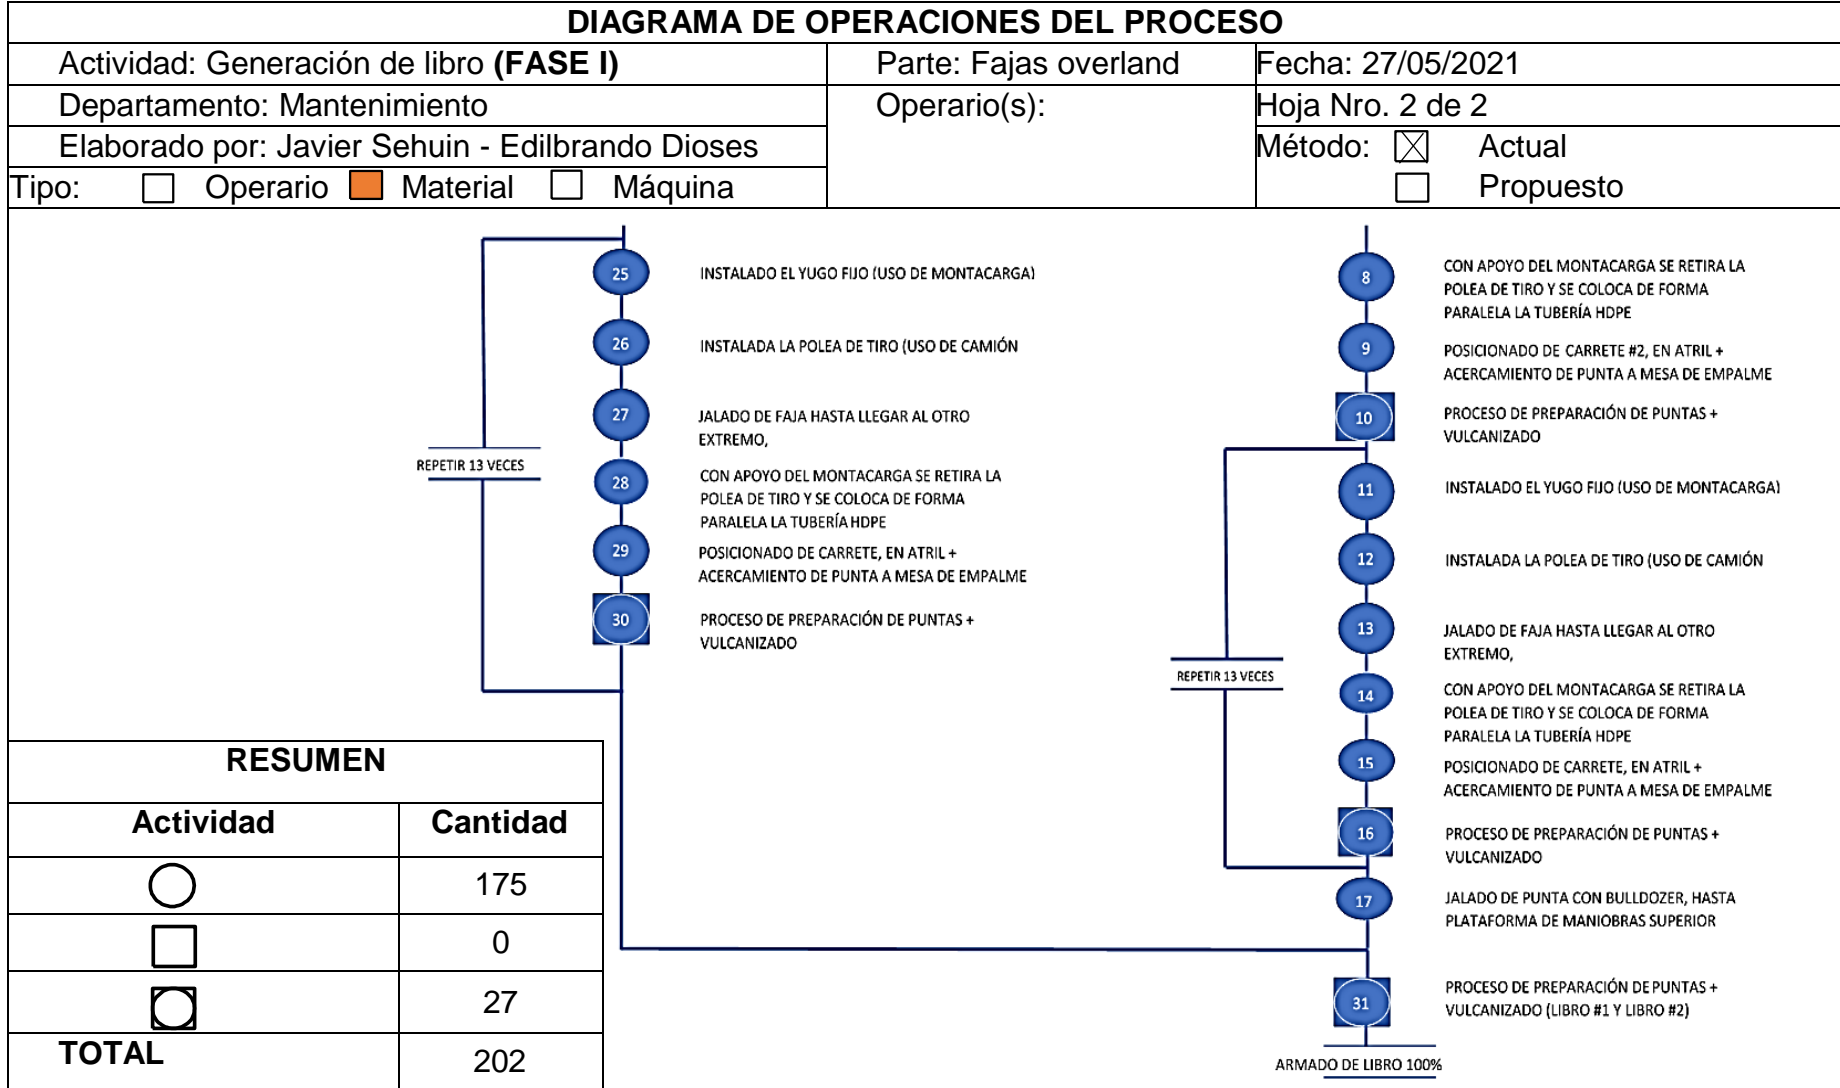 DIAGRAMA DE OPERACIONES DEL PROCESO
Actividad: Generación de libro (FASE I)
Parte: Fajas overland
Fecha: 27/05/2021
Departamento: Mantenimiento
Operario(s):
Hoja Nro. 2 de 2
Elaborado por: Javier Sehuin - Edilbrando Dioses
Método: Actual
Propuesto
Tipo: Operario Material Máquina
25
INSTALADO EL YUGO FIJO (USO DE MONTACARGA)
26
INSTALADA LA POLEA DE TIRO (USO DE CAMIÓN
27
JALADO DE FAJA HASTA LLEGAR AL OTRO
EXTREMO,
REPETIR 13 VECES
28
CON APOYO DEL MONTACARGA SE RETIRA LA
POLEA DE TIRO Y SE COLOCA DE FORMA
PARALELA LA TUBERÍA HDPE
29
POSICIONADO DE CARRETE, EN ATRIL +
ACERCAMIENTO DE PUNTA A MESA DE EMPALME
30
PROCESO DE PREPARACIÓN DE PUNTAS +
VULCANIZADO
8
CON APOYO DEL MONTACARGA SE RETIRA LA
POLEA DE TIRO Y SE COLOCA DE FORMA
PARALELA LA TUBERÍA HDPE
9
POSICIONADO DE CARRETE #2, EN ATRIL +
ACERCAMIENTO DE PUNTA A MESA DE EMPALME
10
PROCESO DE PREPARACIÓN DE PUNTAS +
VULCANIZADO
11
INSTALADO EL YUGO FIJO (USO DE MONTACARGA)
12
INSTALADA LA POLEA DE TIRO (USO DE CAMIÓN
13
JALADO DE FAJA HASTA LLEGAR AL OTRO
EXTREMO,
REPETIR 13 VECES
14
CON APOYO DEL MONTACARGA SE RETIRA LA
POLEA DE TIRO Y SE COLOCA DE FORMA
PARALELA LA TUBERÍA HDPE
15
POSICIONADO DE CARRETE, EN ATRIL +
ACERCAMIENTO DE PUNTA A MESA DE EMPALME
16
PROCESO DE PREPARACIÓN DE PUNTAS +
VULCANIZADO
17
JALADO DE PUNTA CON BULLDOZER, HASTA
PLATAFORMA DE MANIOBRAS SUPERIOR
31
PROCESO DE PREPARACIÓN DE PUNTAS +
VULCANIZADO (LIBRO #1 Y LIBRO #2)
ARMADO DE LIBRO 100%
RESUMEN
Actividad Cantidad
175
0
27
TOTAL 202